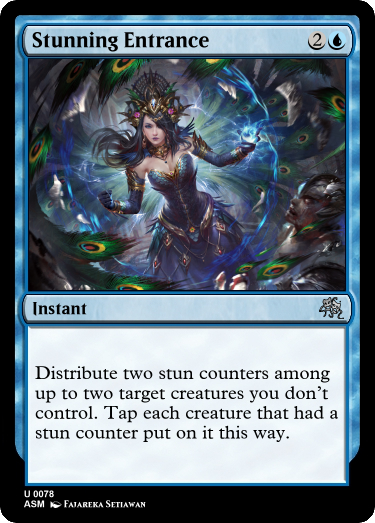 Stunning Entrance 2
Instant
Distribute two stun counters among
up to two target creatures you don't
control. Tap each creature that had a
stun counter put on it this way.
U 0078
ASM Fajareka Setiawan